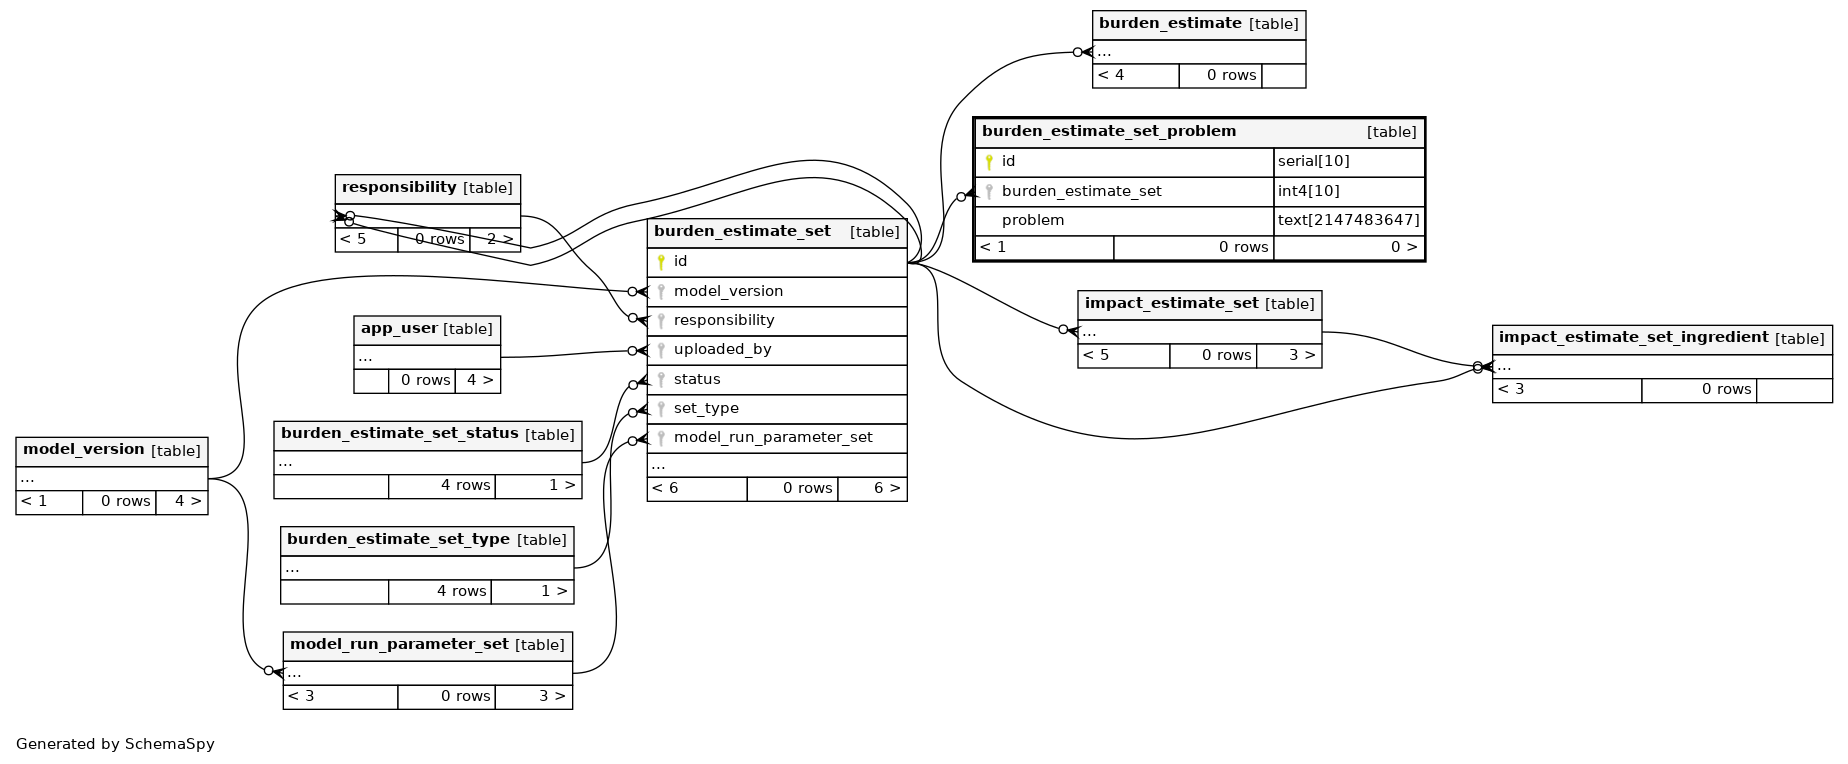 burden_estimate [table]
...
< 4 0 rows
burden_estimate_set_problem [table]
id serial[10]
burden_estimate_set int4[10]
problem text[2147483647]
< 1 0 rows 0 >
responsibility [table]
< 5 0 rows 2 >
burden_estimate_set [table]
id
model_version
responsibility
uploaded_by
status
set_type
model_run_parameter_set
...
< 6 0 rows 6 >
impact_estimate_set [table]
...
< 5 0 rows 3 >
impact_estimate_set_ingredient [table]
...
< 3 0 rows
app_user [table]
...
0 rows 4 >
burden_estimate_set_status [table]
...
4 rows 1 >
model_version [table]
...
< 1 0 rows 4 >
burden_estimate_set_type [table]
...
4 rows 1 >
model_run_parameter_set [table]
...
< 3 0 rows 3 >
Generated by SchemaSpy